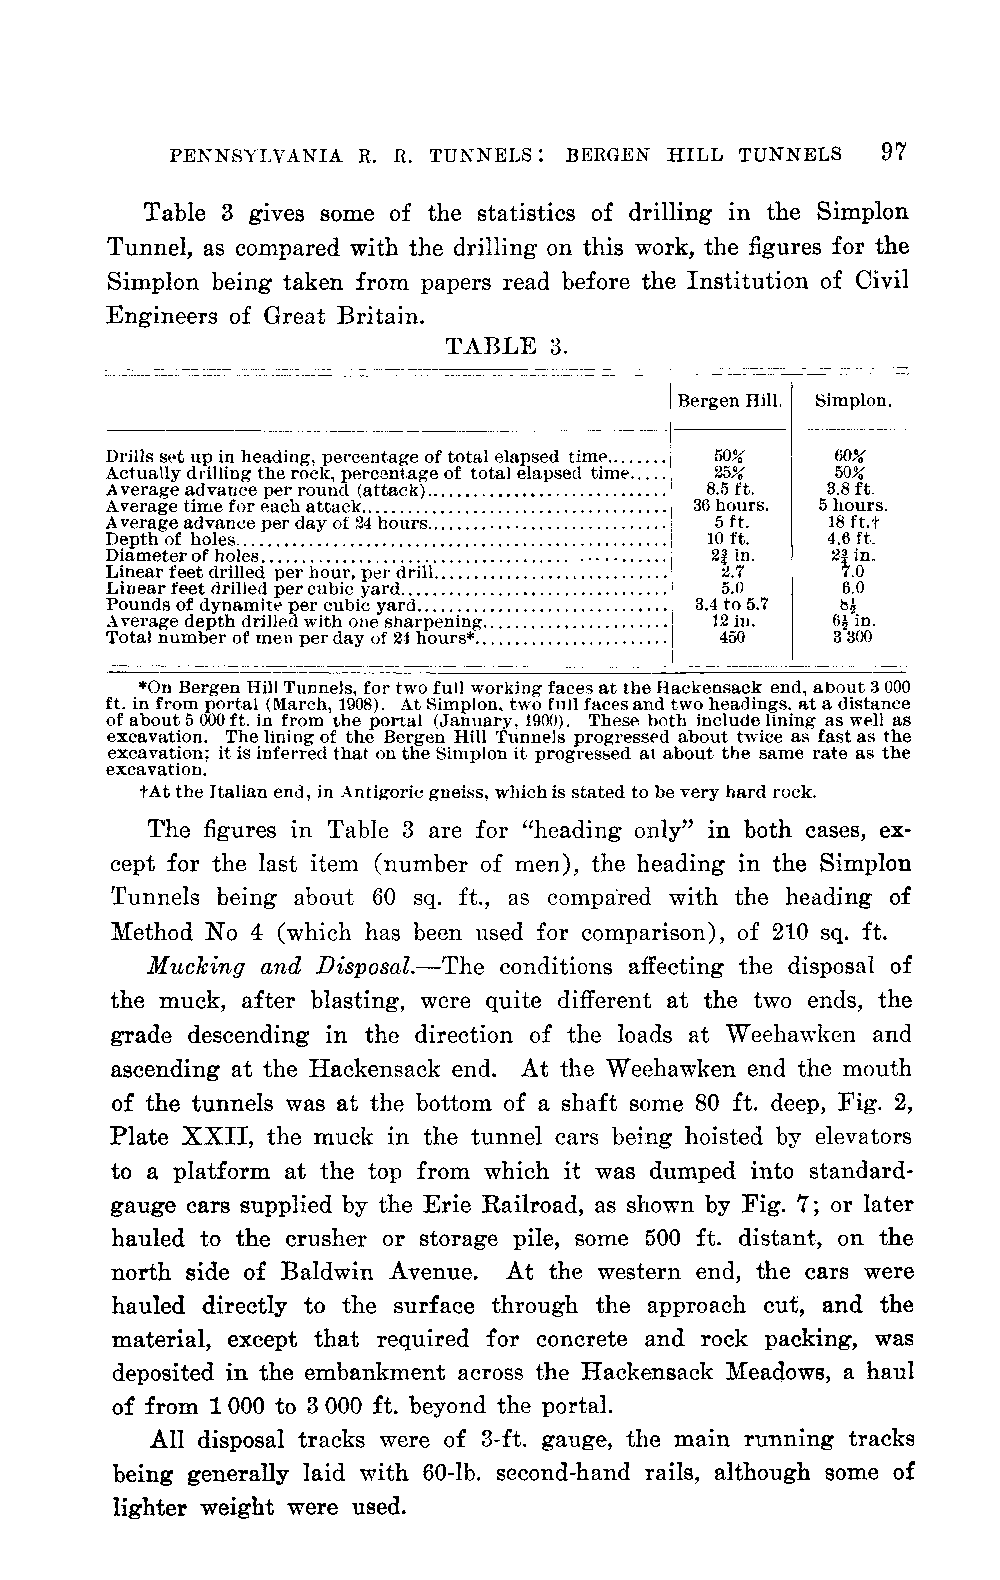 PENNSYLVANIA R. R. TUNNELS: BERGEN HILL TUNNELS 97
Table 3 gives some of the statistics of drilling in the Simplon
Tunnel, as compared with the drilling on this work, the figures for the
Simplon being taken from papers read before the Institution of Civil
Engineers of Great Britain.
TABLE 3.
Bergen Hill. Simplon.
Drills set up in heading, percentage of total elapsed time........ 50% 60%
Actually drilling the rock, percentage of total elapsed time..... 25% 50%
Average advance per round (attack)............................. 8.5 ft. 3.8 ft.
Average time for each attack..................................... 36 hours. 5 hours.
Average advance per day of 24 hours............................. 5 ft. 18 ft.†
Depth of holes..................................................... 10 ft. 4.6 ft.
Diameter of holes.................................................. 2¾ in. 2¾ in.
Linear feet drilled per hour, per drill............................. 2.7 7.0
Linear feet drilled per cubic yard................................. 5.0 6.0
Pounds of dynamite per cubic yard............................... 3.4 to 5.7 8½
Average depth drilled with one sharpening....................... 12 in. 6½ in.
Total number of men per day of 24 hours*........................ 450 3 300
*On Bergen Hill Tunnels, for two full working faces at the Hackensack end, about 3 000
ft. in from portal (March, 1908). At Simplon, two full faces and two headings, at a distance
of about 5 000 ft. in from the portal (January, 1900). These both include lining as well as
excavation. The lining of the Bergen Hill Tunnels progressed about twice as fast as the
excavation; it is inferred that on the Simplon it progressed at about the same rate as the
excavation.
†At the Italian end, in Antigorio gneiss, which is stated to be very hard rock.
The figures in Table 3 are for “heading only” in both cases, ex-
cept for the last item (number of men), the heading in the Simplon
Tunnels being about 60 sq. ft., as compared with the heading of
Method No 4 (which has been used for comparison), of 210 sq. ft.
Mucking and Disposal.—The conditions affecting the disposal of
the muck, after blasting, were quite different at the two ends, the
grade descending in the direction of the loads at Weehawken and
ascending at the Hackensack end. At the Weehawken end the mouth
of the tunnels was at the bottom of a shaft some 80 ft. deep, Fig. 2,
Plate XXII, the muck in the tunnel cars being hoisted by elevators
to a platform at the top from which it was dumped into standard-
gauge cars supplied by the Erie Railroad, as shown by Fig. 7; or later
hauled to the crusher or storage pile, some 500 ft. distant, on the
north side of Baldwin Avenue. At the western end, the cars were
hauled directly to the surface through the approach cut, and the
material, except that required for concrete and rock packing, was
deposited in the embankment across the Hackensack Meadows, a haul
of from 1 000 to 3 000 ft. beyond the portal.
All disposal tracks were of 3-ft. gauge, the main running tracks
being generally laid with 60-lb. second-hand rails, although some of
lighter weight were used.